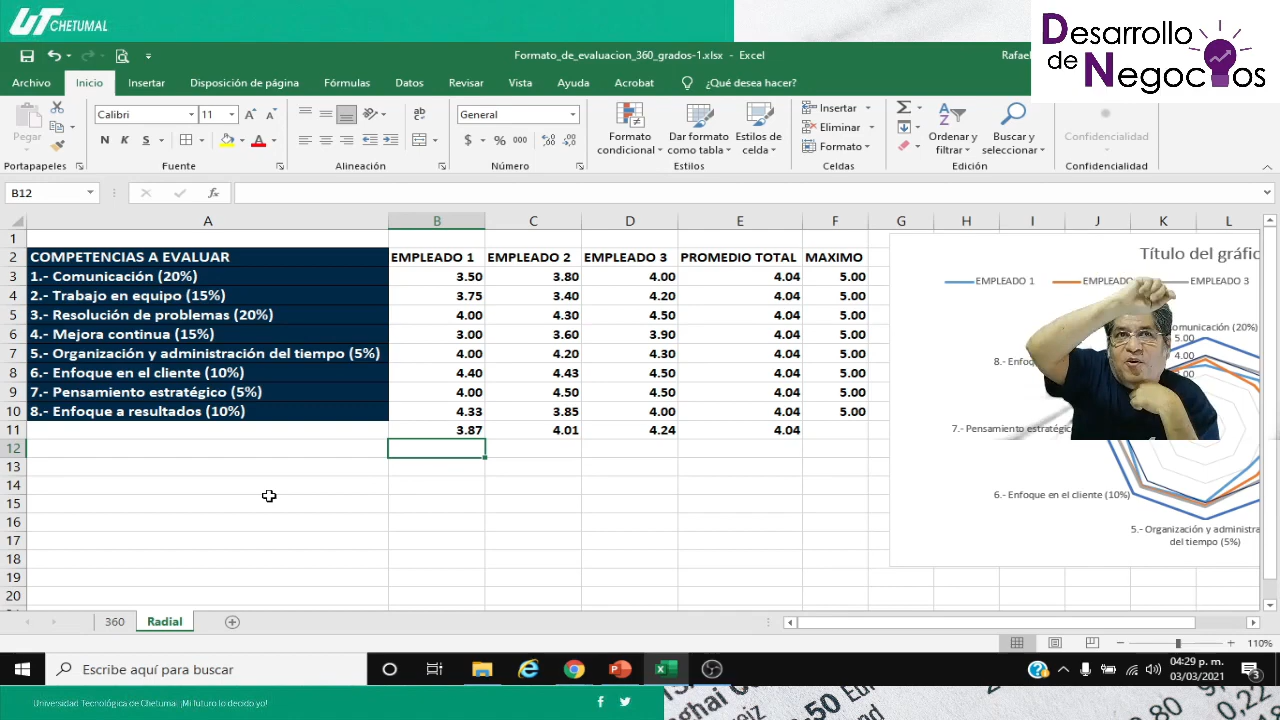 UT CHETUMAL
Desarrollo
de Negocios
Formato_de_evaluacion_360_grados-1.xlsx - Excel
Rafael
Archivo Inicio Insertar Disposición de página Fórmulas Datos Revisar Vista Ayuda Acrobat ¿Qué desea hacer?
Pegar
Calibri 11
N K S
General
$ % 000
Formato condicional
Dar formato como tabla
Estilos de celda
Insertar
Eliminar
Formato
Ordenar y filtrar
Buscar y seleccionar
Confidencialidad
Portapapeles Fuente Alineación Número Estilos Celdas Edición Confidencialidad
B12 fx
A B C D E F G H I J K L
1
2 COMPETENCIAS A EVALUAR EMPLEADO 1 EMPLEADO 2 EMPLEADO 3 PROMEDIO TOTAL MAXIMO
3 1.- Comunicación (20%) 3.50 3.80 4.00 4.04 5.00
4 2.- Trabajo en equipo (15%) 3.75 3.40 4.20 4.04 5.00
5 3.- Resolución de problemas (20%) 4.00 4.30 4.50 4.04 5.00
6 4.- Mejora continua (15%) 3.00 3.60 3.90 4.04 5.00
7 5.- Organización y administración del tiempo (5%) 4.00 4.20 4.30 4.04 5.00
8 6.- Enfoque en el cliente (10%) 4.40 4.43 4.50 4.04 5.00
9 7.- Pensamiento estratégico (5%) 4.00 4.50 4.50 4.04 5.00
10 8.- Enfoque a resultados (10%) 4.33 3.85 4.00 4.04 5.00
11 3.87 4.01 4.24 4.04
12
13
14
15
16
17
18
19
20
Título del gráfic
EMPLEADO 1 EMPLEADO EMPLEADO 3
omunicación (20%)
5.00
4.00
8.- Enfoq
7.- Pensamiento estratégic
6.- Enfoque en el cliente (10%)
5.- Organización y administra
del tiempo (5%)
360 Radial
110%
Escribe aquí para buscar
04:29 p. m.
03/03/2021
3
Universidad Tecnológica de Chetumal ¡Mi futuro lo decido yo!